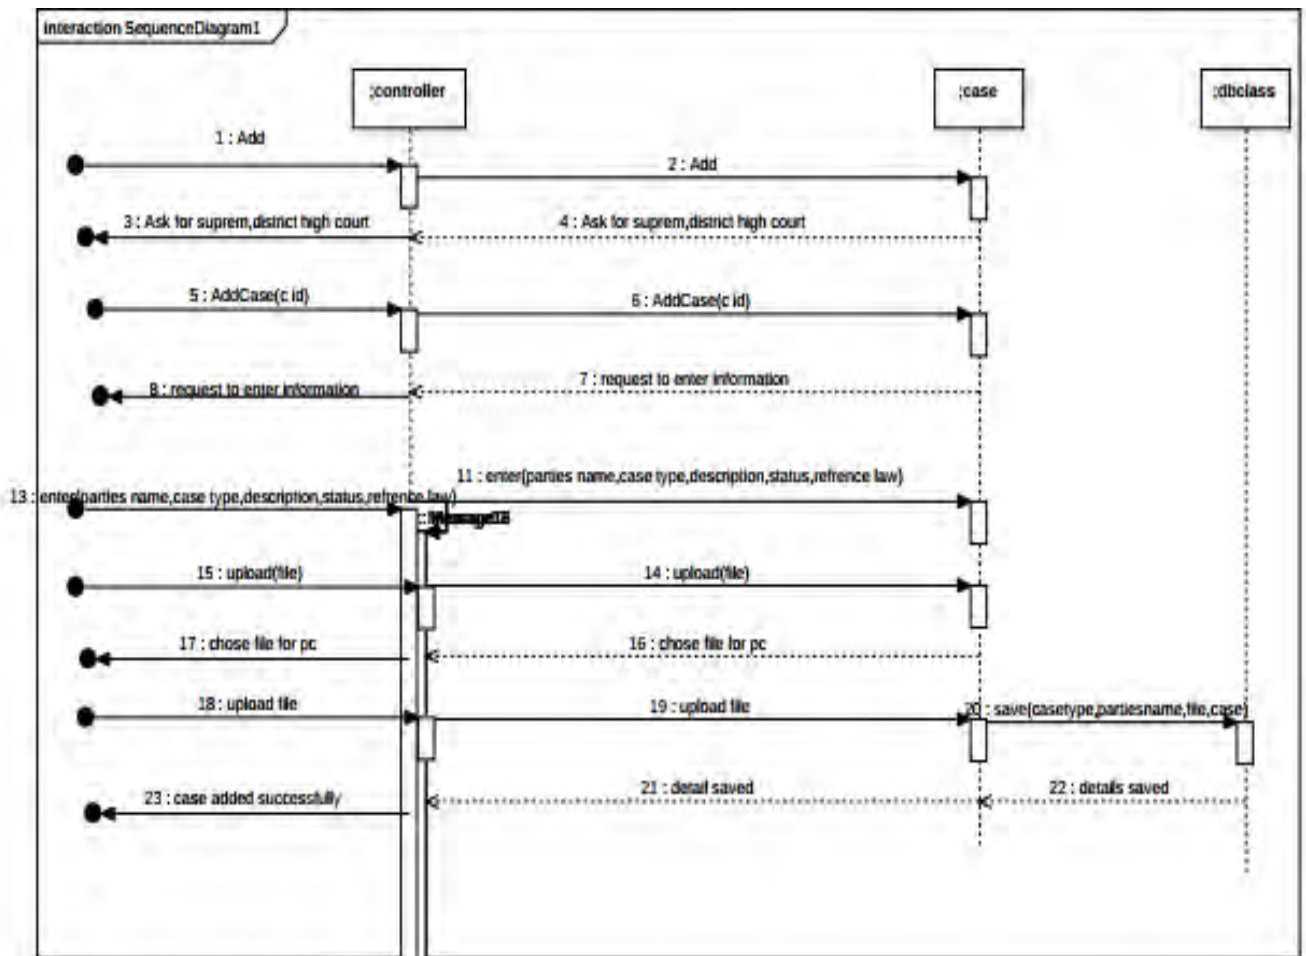 interaction SequenceDiagram1
:controller
:case
:dbclass
1 : Add
2 : Add
3 : Ask for suprem,district high court
4 : Ask for suprem,district high court
5 : AddCase(c id)
6 : AddCase(c id)
7 : request to enter information
8 : request to enter information
11 : enter(parties name,case type,description,status,refrence law)
13 : enter(parties name,case type,description,status,refrence law)
15 : upload(file)
14 : upload(file)
17 : chose file for pc
16 : chose file for pc
18 : upload file
19 : upload file
20 : save(casetype,partiesname,file,case)
23 : case added successfully
21 : detail saved
22 : details saved